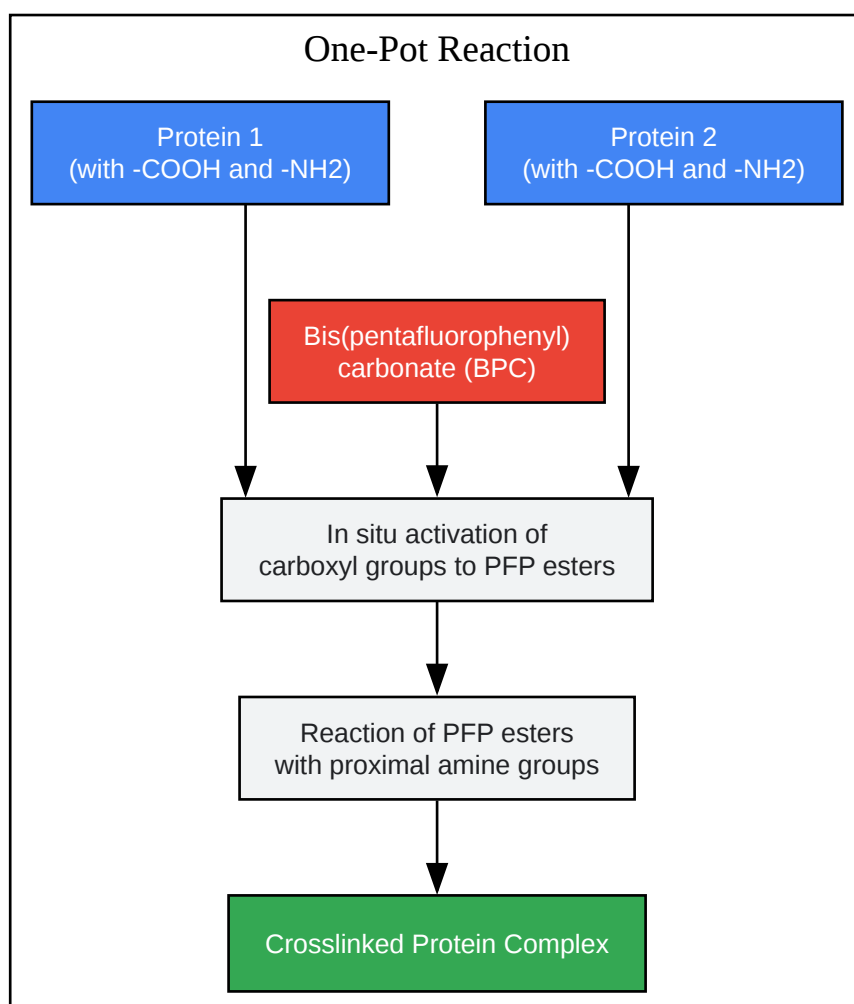 One-Pot Reaction
Protein 1
(with -COOH and -NH2)
Protein 2
(with -COOH and -NH2)
Bis(pentafluorophenyl)
carbonate (BPC)
In situ activation of
carboxyl groups to PFP esters
Reaction of PFP esters
with proximal amine groups
Crosslinked Protein Complex